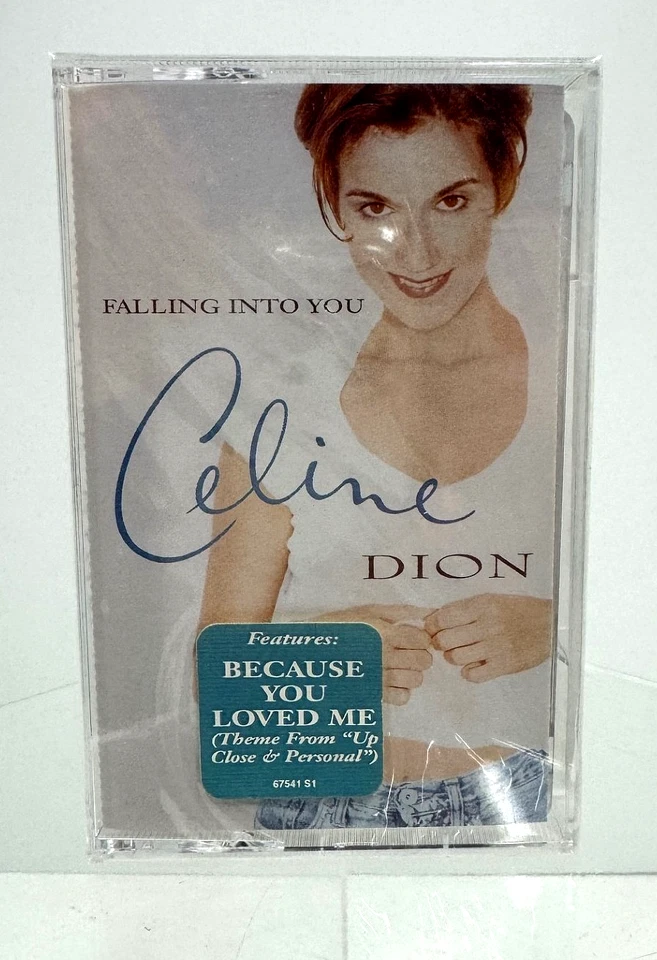 FALLING INTO YOU
Celine
DION
Features:
BECAUSE
YOU
LOVED ME
(Theme From “Up
Close & Personal”)
67541 S1